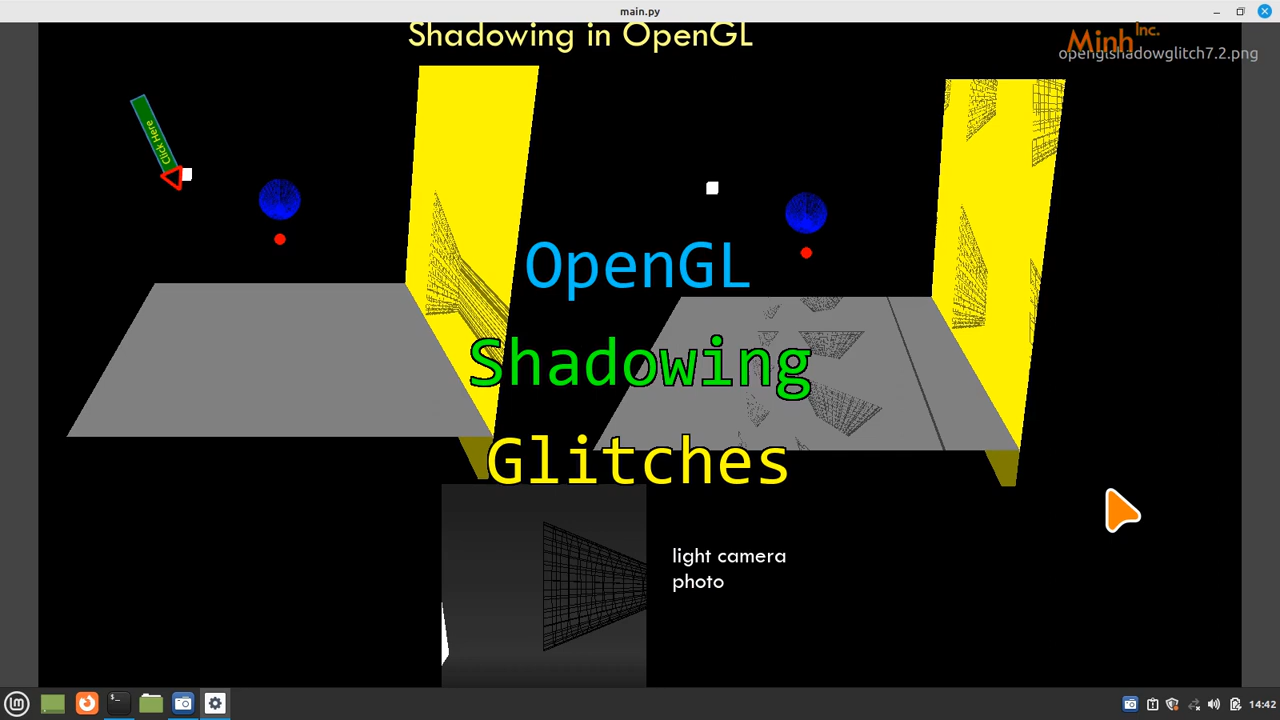 main.py
Shadowing in OpenGL
Minh Inc.
openglshadowglitch7.2.png
Click Here
OpenGL
Shadowing
Glitches
light camera
photo
14:42